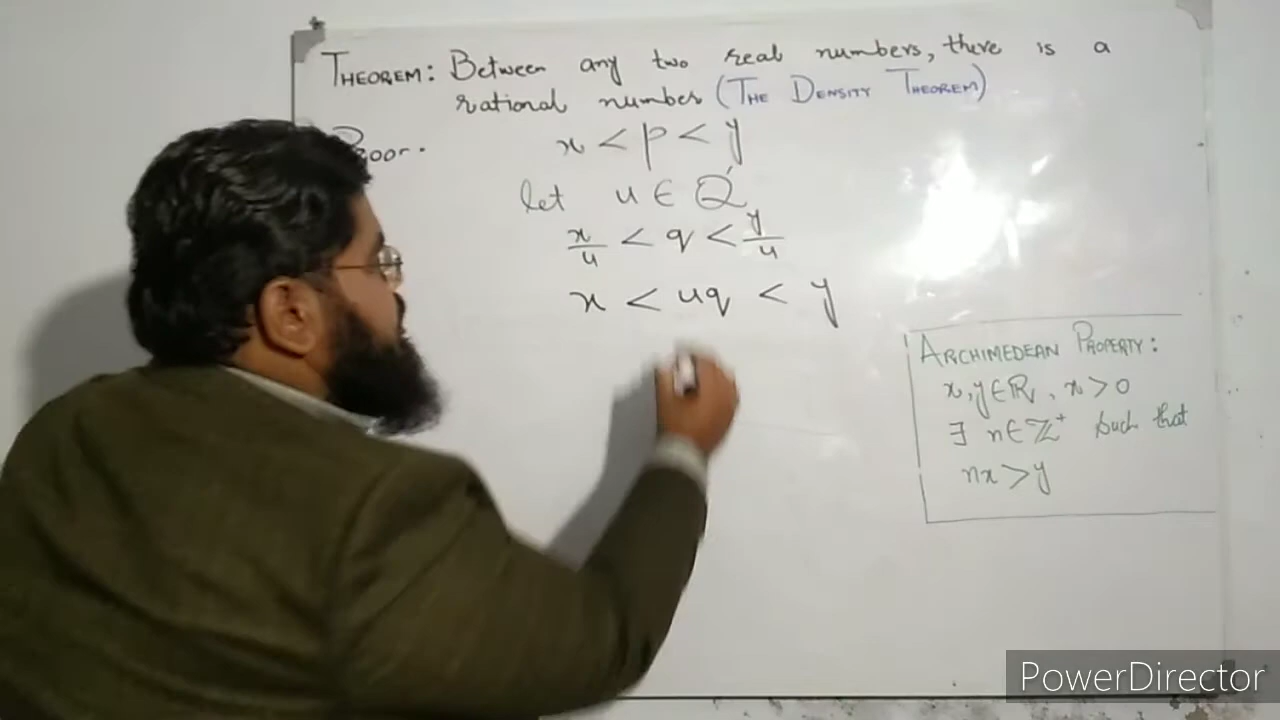 THEOREM: Between any two real numbers, there is a
rational number (THE DENSITY THEOREM)
x < p < y
let u ∈ Q'
x/u < q < y/u
x < uq < y
ARCHIMEDEAN PROPERTY:
x, y ∈ ℝ, x > 0
∃ n ∈ ℤ⁺ such that
nx > y
PowerDirector